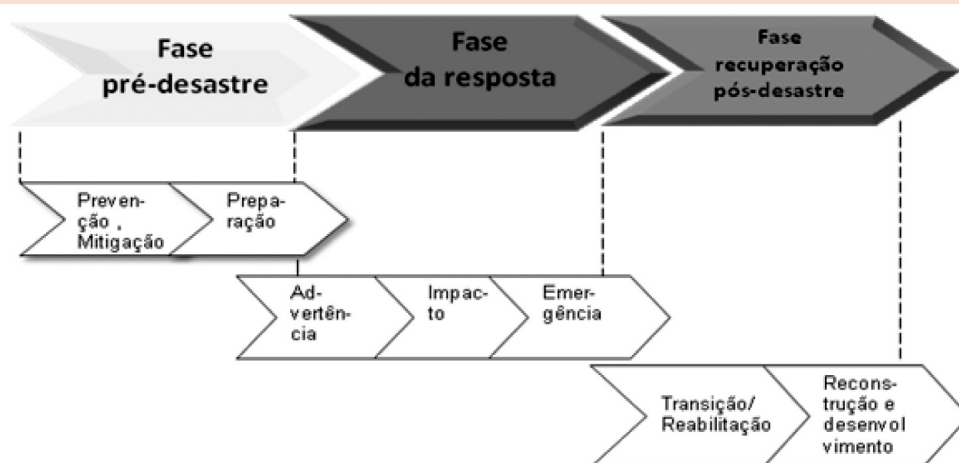 Fase
pré-desastre
Fase
da resposta
Fase
recuperação
pós-desastre
Preven-
ção ,
Mitigação
Prepa-
ração
Ad-
vertên-
cia
Impac-
to
Emer-
gência
Transição/
Reabilitação
Recons-
trução e
desenvol
vimento